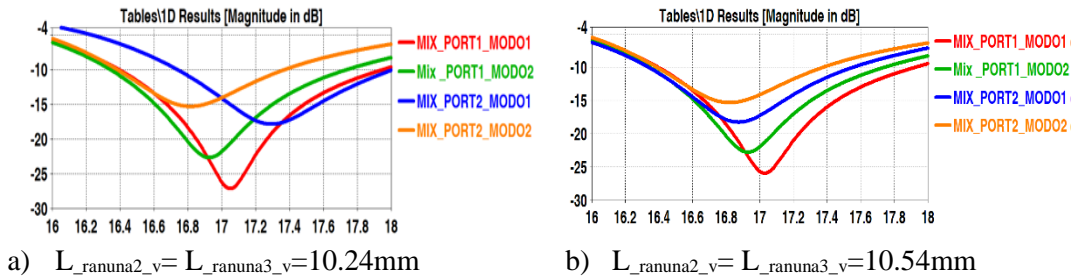 Tables\1D Results [Magnitude in dB]
-4
-10
-15
-20
-25
-30
16 16.2 16.4 16.6 16.8 17 17.2 17.4 17.6 17.8 18
MIX_PORT1_MODO1
Mix _PORT1_MODO2
MIX_PORT2_MODO1
MIX_PORT2_MODO2
a) L_ranuna2_v= L_ranuna3_v=10.24mm
Tables\1D Results [Magnitude in dB]
-4
-10
-15
-20
-25
-30
16 16.2 16.4 16.6 16.8 17 17.2 17.4 17.6 17.8 18
MIX_PORT1_MODO1
Mix _PORT1_MODO2
MIX_PORT2_MODO1
MIX_PORT2_MODO2
b) L_ranuna2_v= L_ranuna3_v=10.54mm